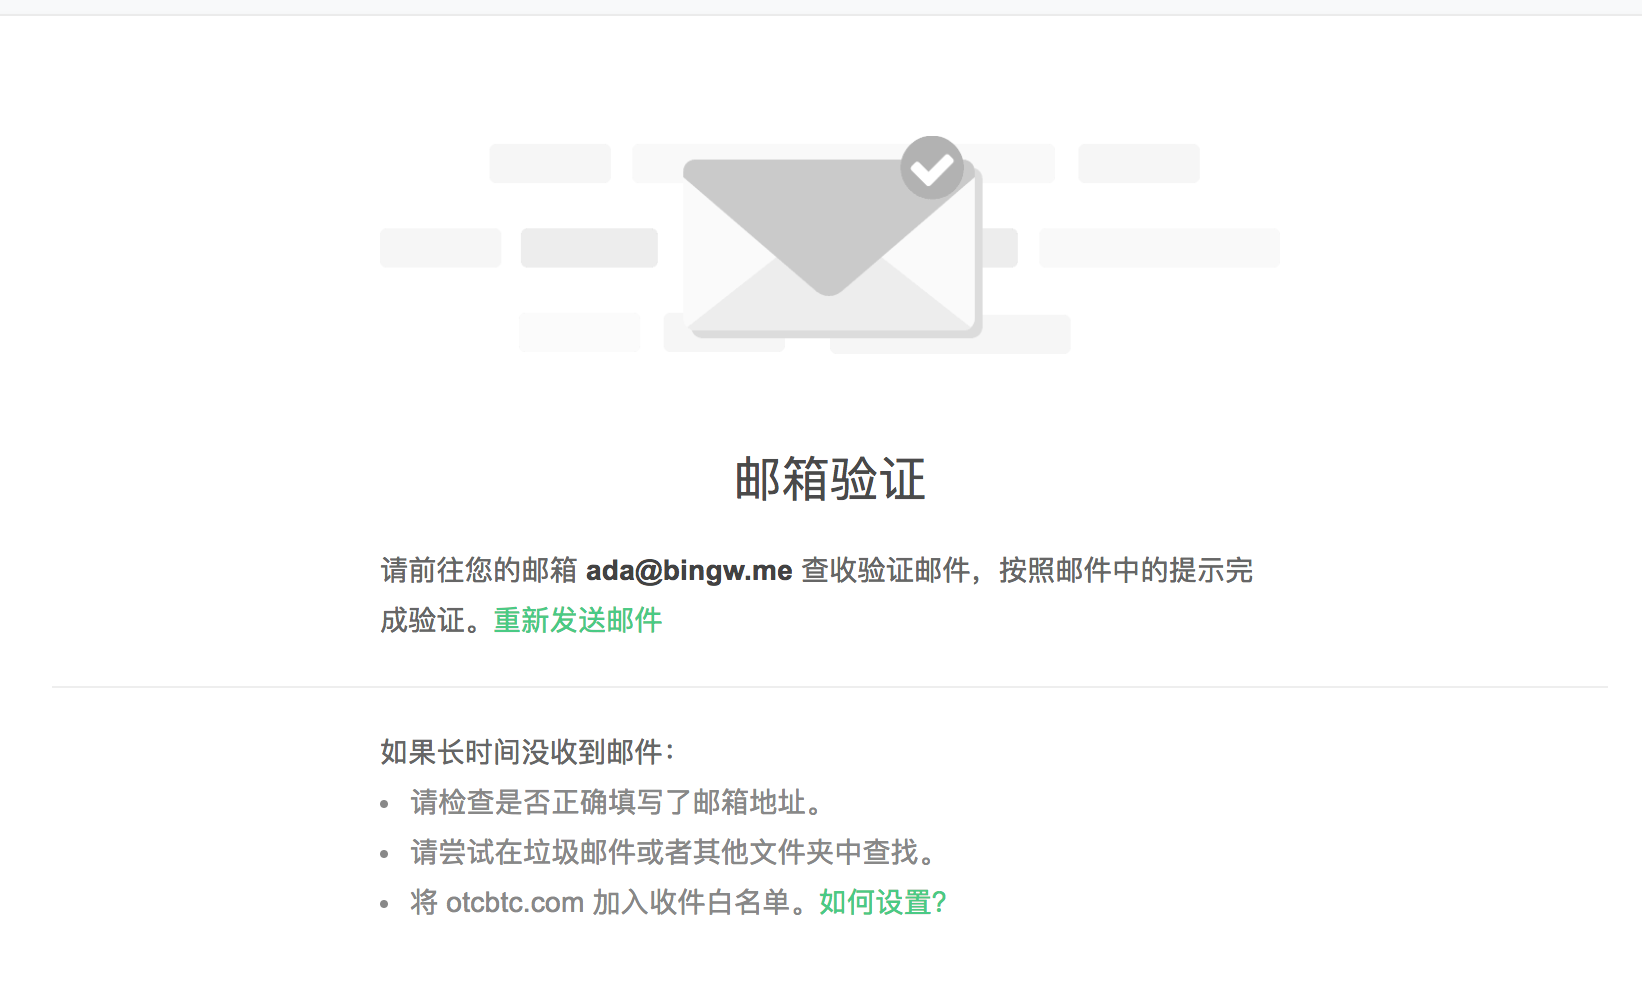 邮箱验证
请前往您的邮箱 ada@bingw.me 查收验证邮件，按照邮件中的提示完
成验证。重新发送邮件
如果长时间没收到邮件：
• 请检查是否正确填写了邮箱地址。
• 请尝试在垃圾邮件或者其他文件夹中查找。
• 将 otcbtc.com 加入收件白名单。如何设置?